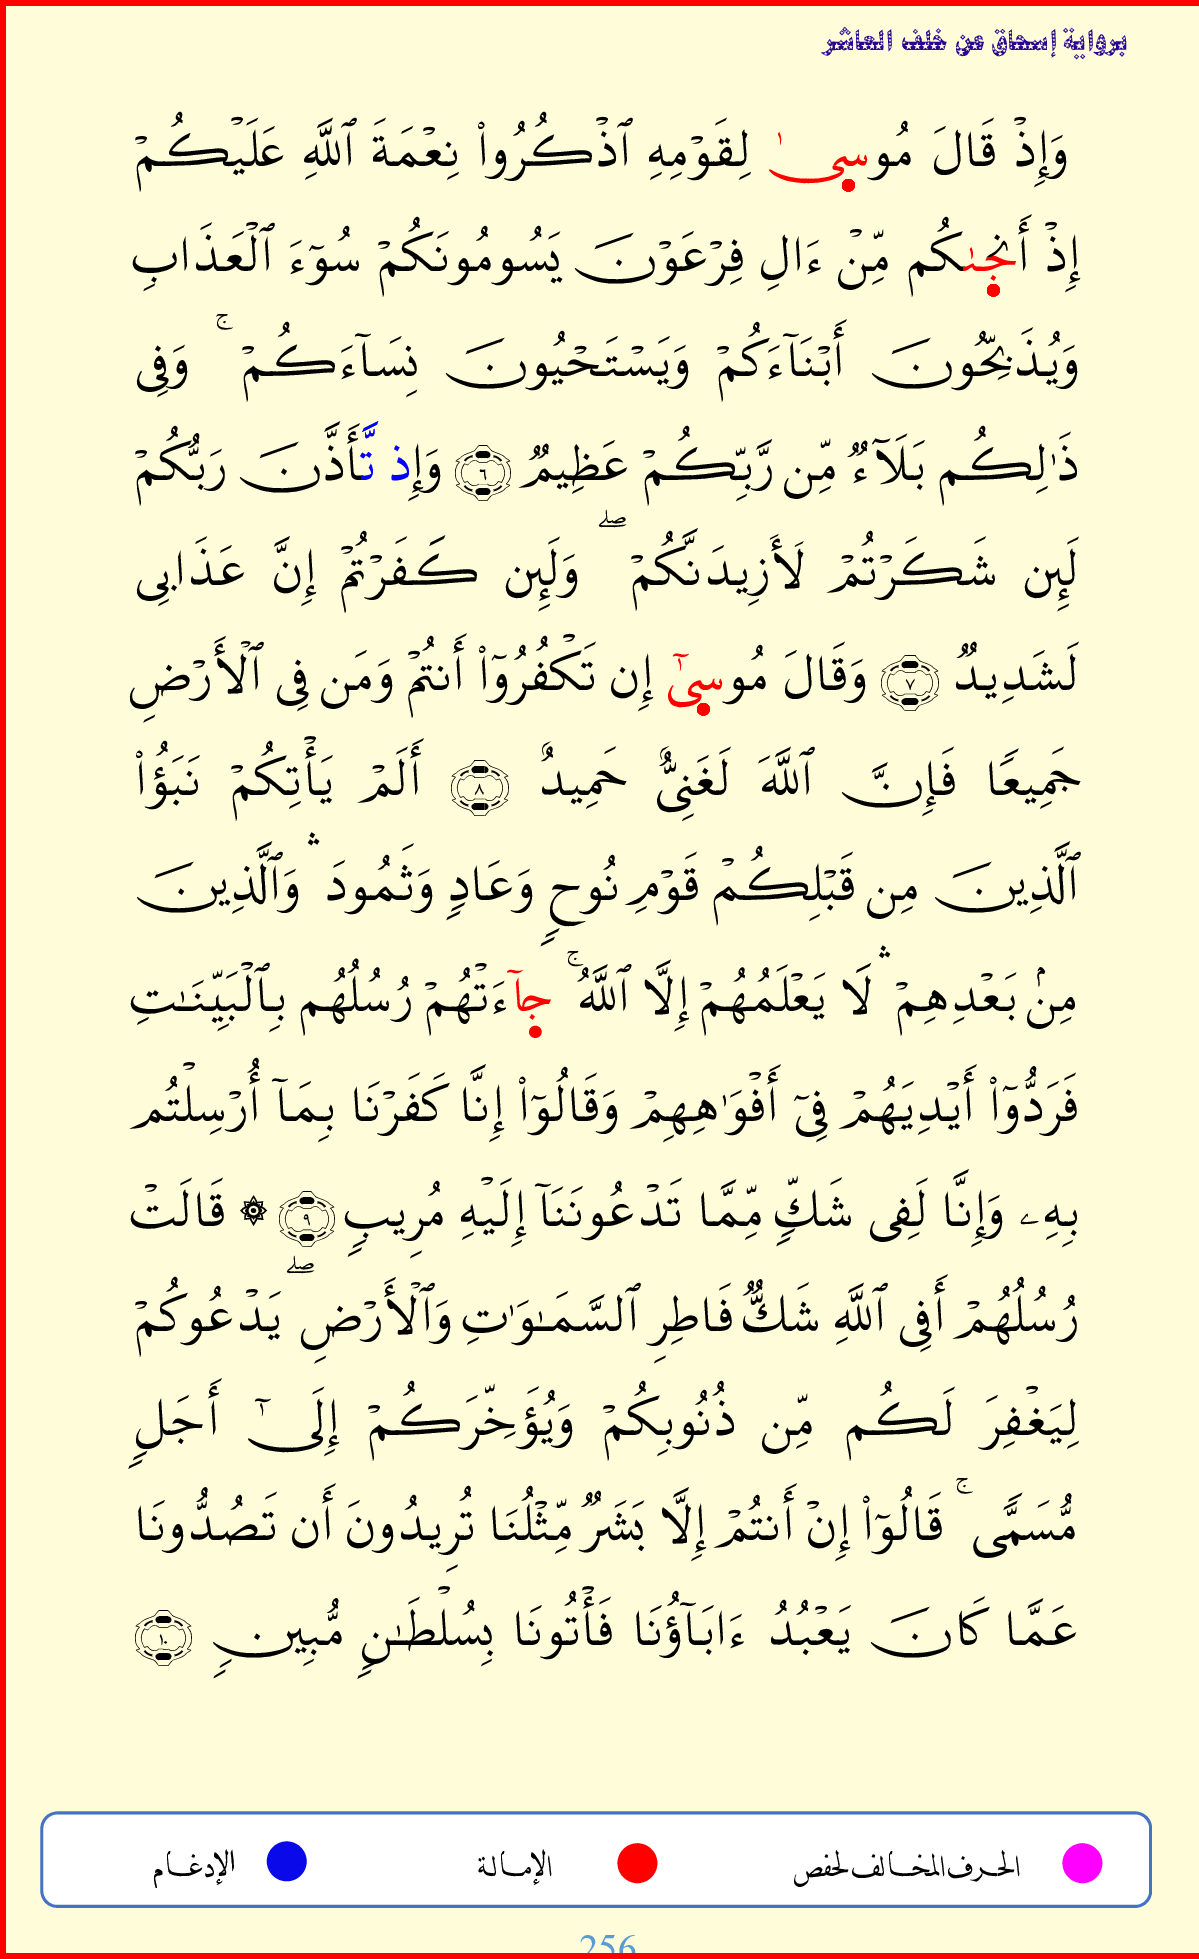 برواية إسحاق عن خلف العاشر
وَإِذْ قَالَ مُوسِىٰ لِقَوْمِهِ ٱذْكُرُوا۟ نِعْمَةَ ٱللَّهِ عَلَيْكُمْ
إِذْ أَنجِىٰكُم مِّنْ ءَالِ فِرْعَوْنَ يَسُومُونَكُمْ سُوٓءَ ٱلْعَذَابِ
وَيُذَبِّحُونَ أَبْنَآءَكُمْ وَيَسْتَحْيُونَ نِسَآءَكُمْ ۚ وَفِى
ذَٰلِكُم بَلَآءٌ مِّن رَّبِّكُمْ عَظِيمٌ ٦ وَإِذ تَّأَذَّنَ رَبُّكُمْ
لَئِن شَكَرْتُمْ لَأَزِيدَنَّكُمْ ۖ وَلَئِن كَفَرْتُمْ إِنَّ عَذَابِى
لَشَدِيدٌ ٧ وَقَالَ مُوسِىٓ إِن تَكْفُرُوٓا۟ أَنتُمْ وَمَن فِى ٱلْأَرْضِ
جَمِيعًا فَإِنَّ ٱللَّهَ لَغَنِىٌّ حَمِيدٌ ٨ أَلَمْ يَأْتِكُمْ نَبَؤُا۟
ٱلَّذِينَ مِن قَبْلِكُمْ قَوْمِ نُوحٍ وَعَادٍ وَثَمُودَ ۛ وَٱلَّذِينَ
مِنۢ بَعْدِهِمْ ۛ لَا يَعْلَمُهُمْ إِلَّا ٱللَّهُ ۚ جِآءَتْهُمْ رُسُلُهُم بِٱلْبَيِّنَـٰتِ
فَرَدُّوٓا۟ أَيْدِيَهُمْ فِىٓ أَفْوَٰهِهِمْ وَقَالُوٓا۟ إِنَّا كَفَرْنَا بِمَآ أُرْسِلْتُم
بِهِۦ وَإِنَّا لَفِى شَكٍّ مِّمَّا تَدْعُونَنَآ إِلَيْهِ مُرِيبٍ ٩ ۞ قَالَتْ
رُسُلُهُمْ أَفِى ٱللَّهِ شَكٌّ فَاطِرِ ٱلسَّمَـٰوَٰتِ وَٱلْأَرْضِ ۖ يَدْعُوكُمْ
لِيَغْفِرَ لَكُم مِّن ذُنُوبِكُمْ وَيُؤَخِّرَكُمْ إِلَىٰٓ أَجَلٍ
مُّسَمًّى ۚ قَالُوٓا۟ إِنْ أَنتُمْ إِلَّا بَشَرٌ مِّثْلُنَا تُرِيدُونَ أَن تَصُدُّونَا
عَمَّا كَانَ يَعْبُدُ ءَابَآؤُنَا فَأْتُونَا بِسُلْطَـٰنٍ مُّبِينٍ ١٠
الحرف المخالف لحفص الإمالة الإدغام
256